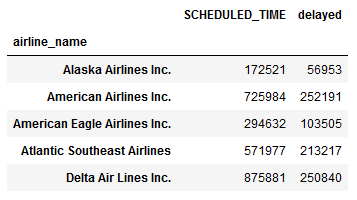 SCHEDULED_TIME delayed
airline_name
Alaska Airlines Inc. 172521 56953
American Airlines Inc. 725984 252191
American Eagle Airlines Inc. 294632 103505
Atlantic Southeast Airlines 571977 213217
Delta Air Lines Inc. 875881 250840